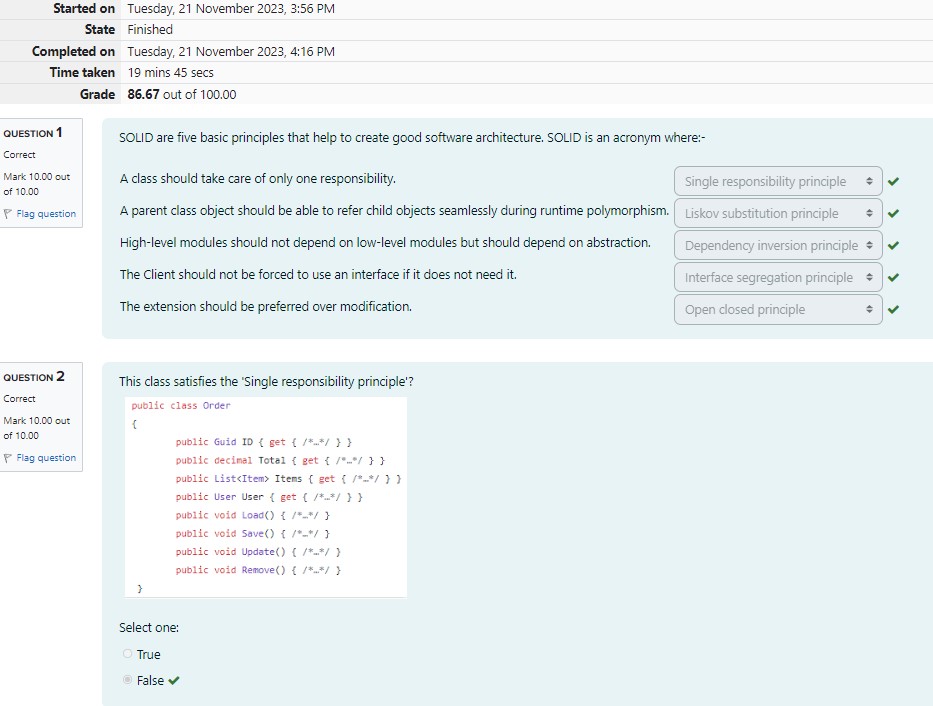 Started on Tuesday, 21 November 2023, 3:56 PM
State Finished
Completed on Tuesday, 21 November 2023, 4:16 PM
Time taken 19 mins 45 secs
Grade 86.67 out of 100.00
QUESTION 1
Correct
Mark 10.00 out
of 10.00
Flag question
SOLID are five basic principles that help to create good software architecture. SOLID is an acronym where:-
A class should take care of only one responsibility. Single responsibility principle
A parent class object should be able to refer child objects seamlessly during runtime polymorphism. Liskov substitution principle
High-level modules should not depend on low-level modules but should depend on abstraction. Dependency inversion principle
The Client should not be forced to use an interface if it does not need it. Interface segregation principle
The extension should be preferred over modification. Open closed principle
QUESTION 2
Correct
Mark 10.00 out
of 10.00
Flag question
This class satisfies the 'Single responsibility principle'?
public class Order
{
public Guid ID { get { /*…*/ } }
public decimal Total { get { /*…*/ } }
public List<Item> Items { get { /*…*/ } }
public User User { get { /*…*/ } }
public void Load() { /*…*/ }
public void Save() { /*…*/ }
public void Update() { /*…*/ }
public void Remove() { /*…*/ }
}
Select one:
True
False